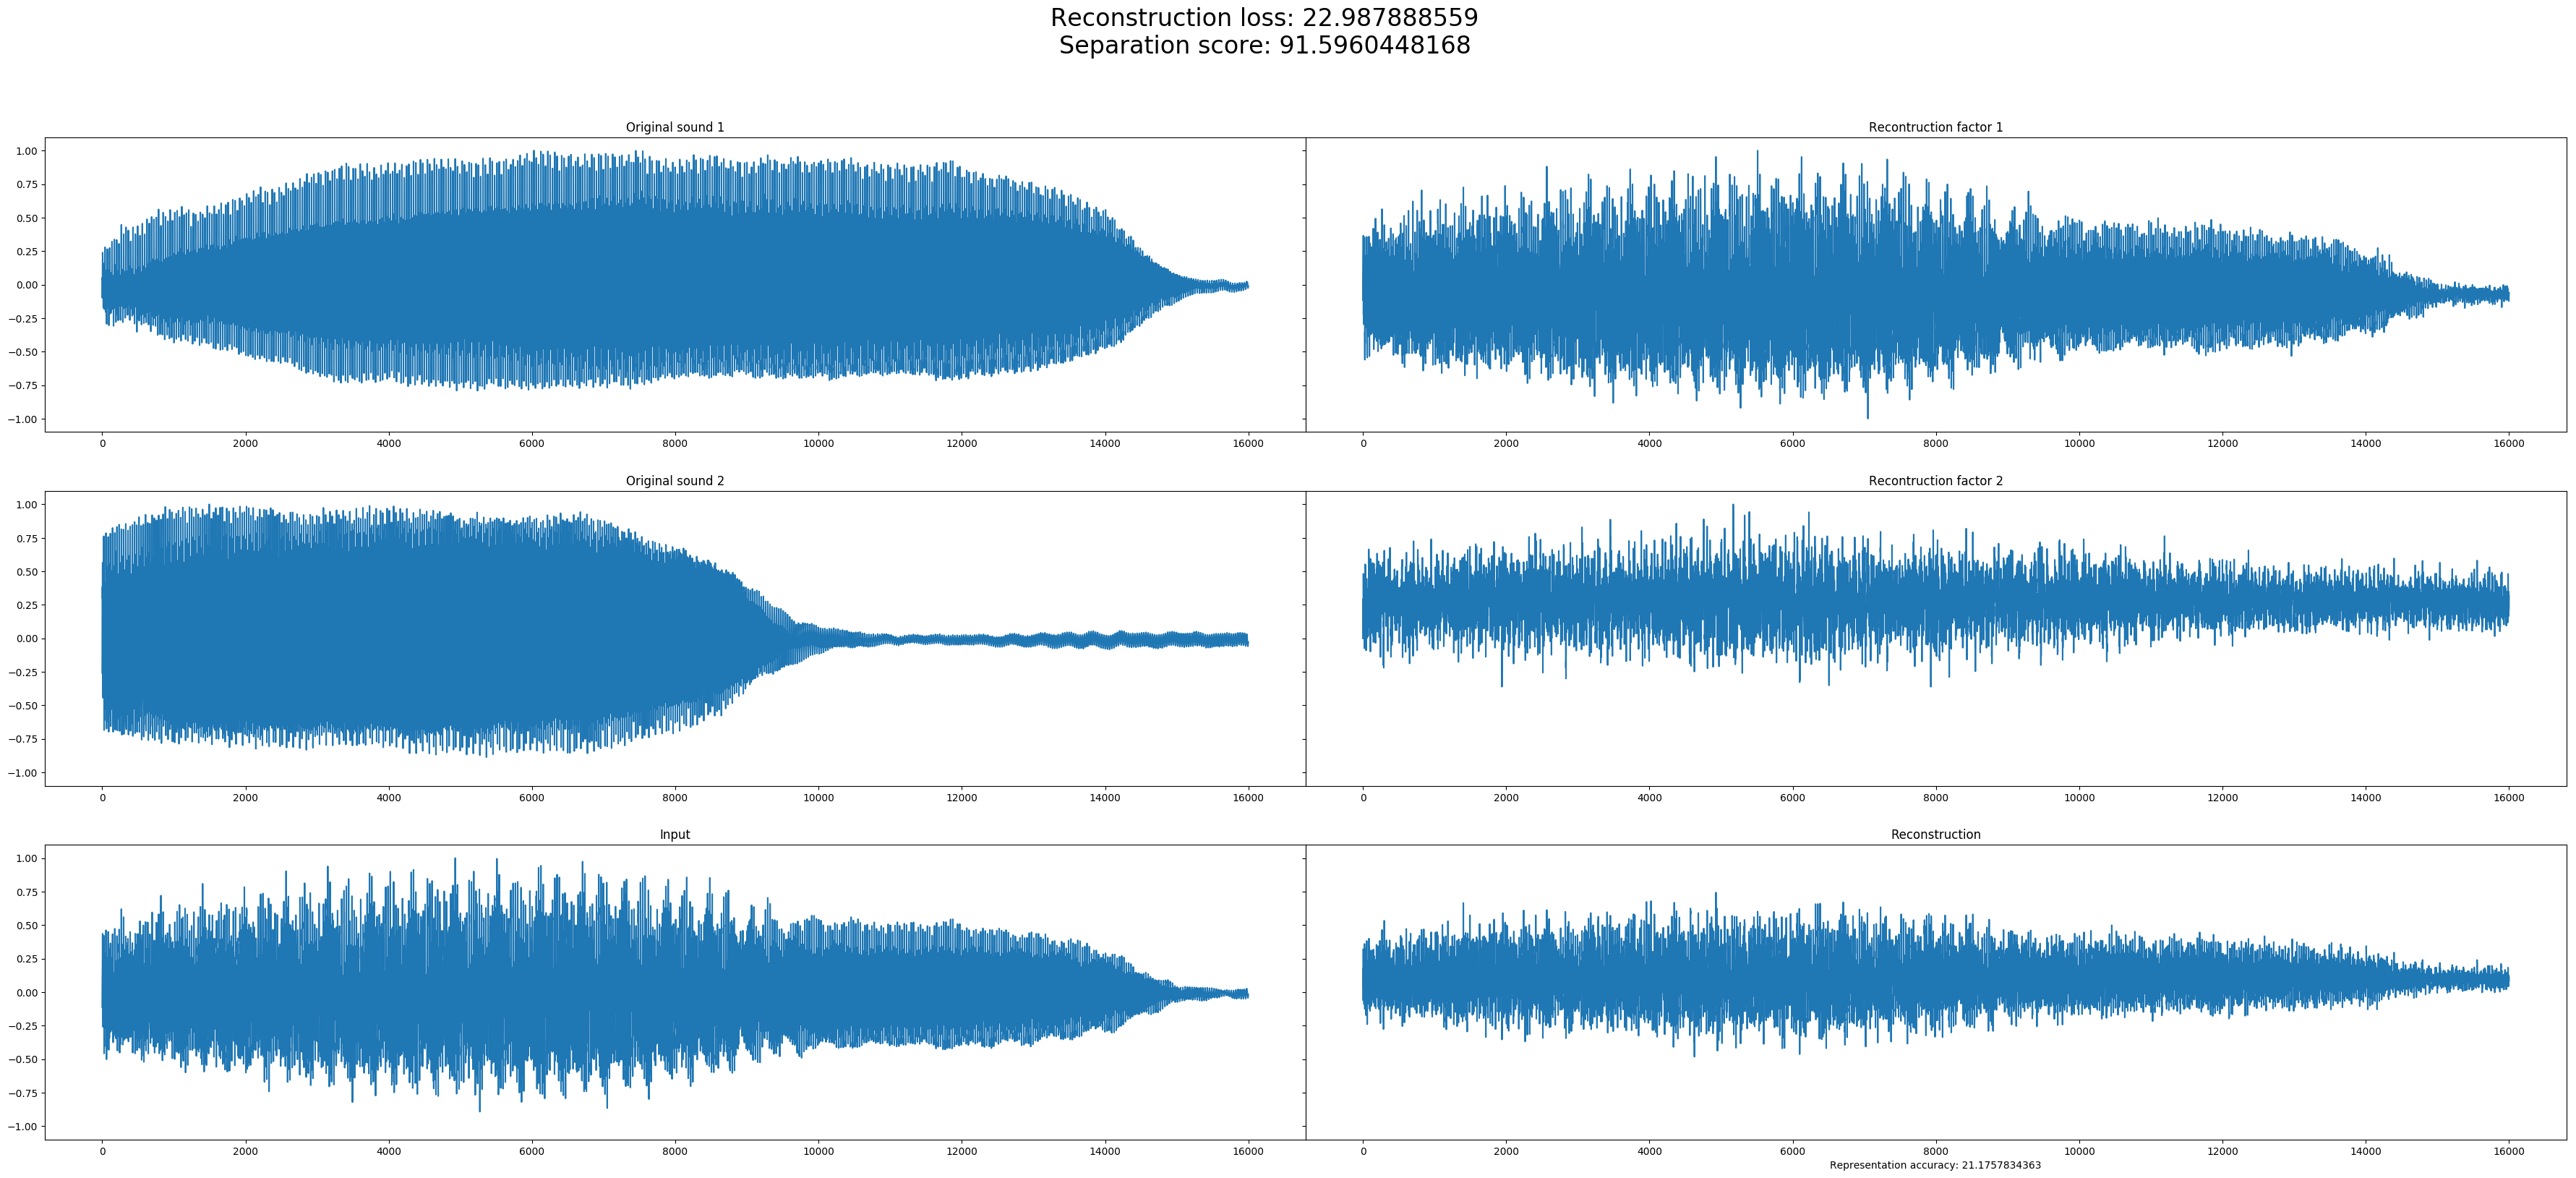 Reconstruction loss: 22.987888559
Separation score: 91.5960448168
Original sound 1
Recontruction factor 1
1.00
0.75
0.50
0.25
0.00
−0.25
−0.50
−0.75
−1.00
0 2000 4000 6000 8000 10000 12000 14000 16000
0 2000 4000 6000 8000 10000 12000 14000 16000
Original sound 2
Recontruction factor 2
1.00
0.75
0.50
0.25
0.00
−0.25
−0.50
−0.75
−1.00
0 2000 4000 6000 8000 10000 12000 14000 16000
0 2000 4000 6000 8000 10000 12000 14000 16000
Input
Reconstruction
1.00
0.75
0.50
0.25
0.00
−0.25
−0.50
−0.75
−1.00
0 2000 4000 6000 8000 10000 12000 14000 16000
0 2000 4000 6000 8000 10000 12000 14000 16000
Representation accuracy: 21.1757834363